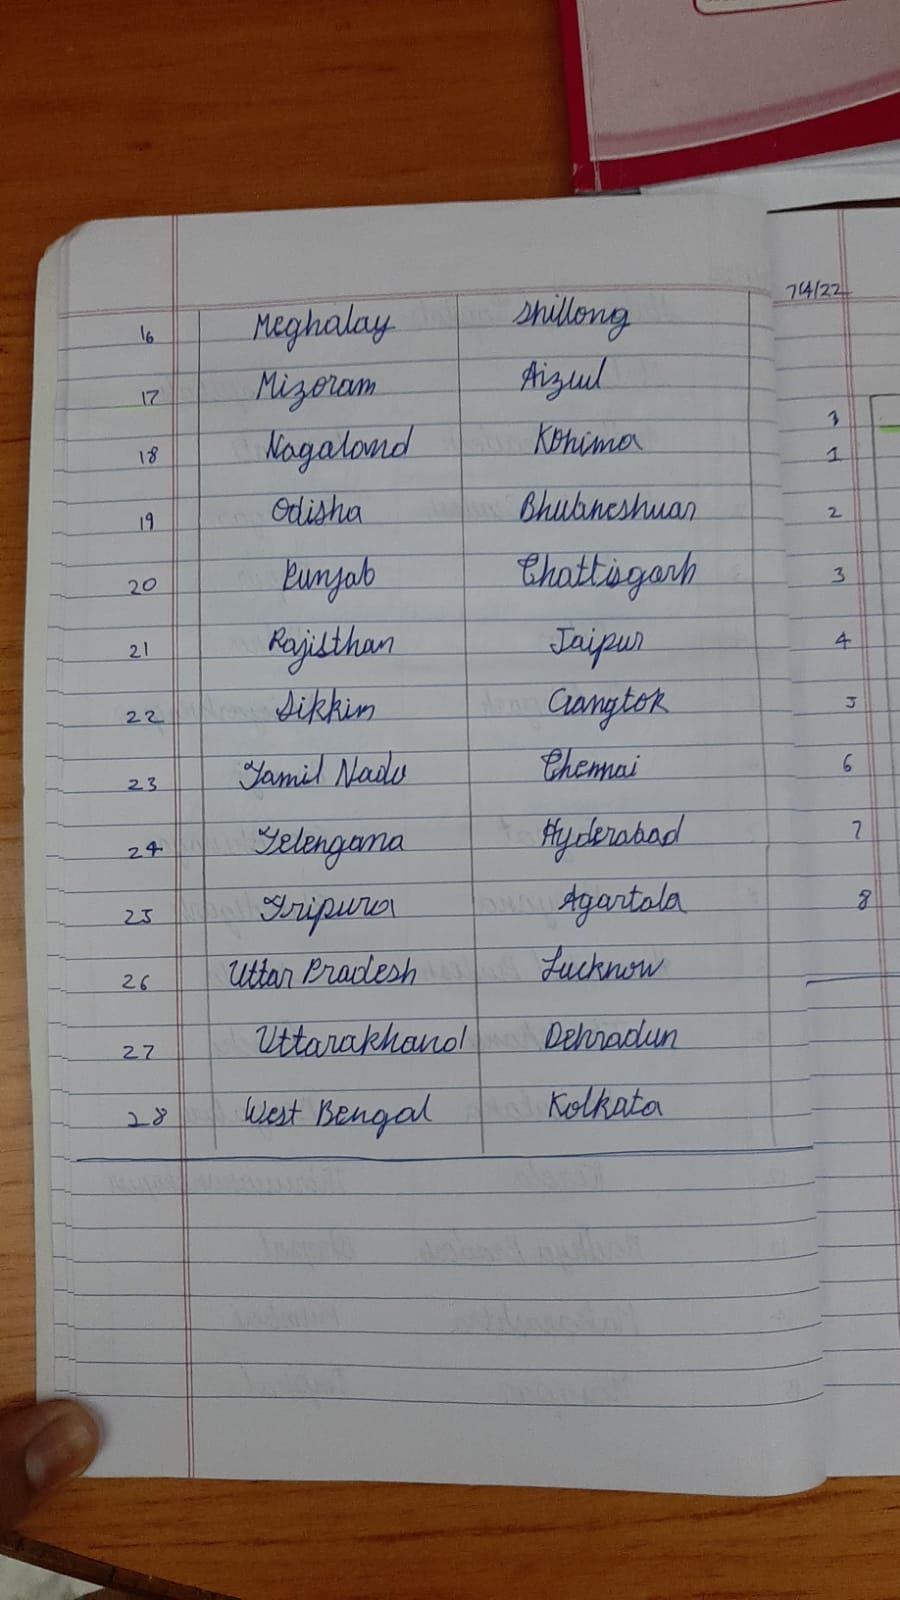 7/4/22
16 Meghalay Shillong
17 Mizoram Aizwl
18 Nagaland Kohima
19 Odisha Bhubneshwar
20 Punjab Chattisgarh
21 Rajisthan Jaipur
22 Sikkim Gangtok
23 Tamil Nadu Chennai
24 Telengana Hyderabad
25 Tripura Agartala
26 Uttar Pradesh Lucknow
27 Uttarakhand Dehradun
28 West Bengal Kolkata
3
1
2
3
4
5
6
7
8